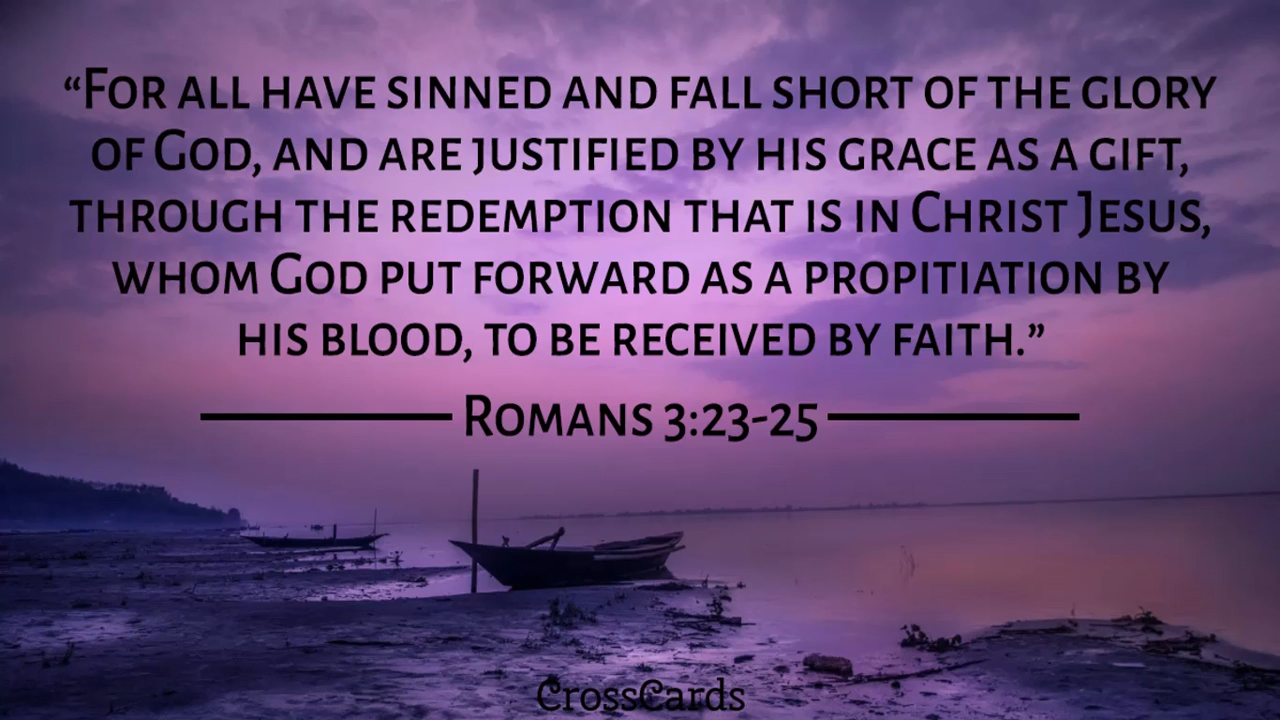 “For all have sinned and fall short of the glory
of God, and are justified by his grace as a gift,
through the redemption that is in Christ Jesus,
whom God put forward as a propitiation by
his blood, to be received by faith.”
Romans 3:23-25
CrossCards